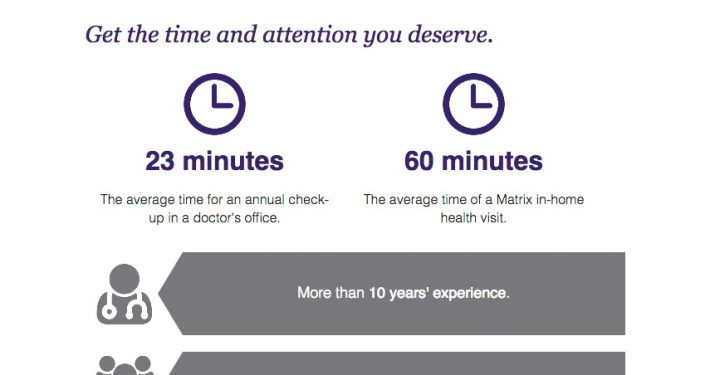 Get the time and attention you deserve.
23 minutes
The average time for an annual check-
up in a doctor's office.
60 minutes
The average time of a Matrix in-home
health visit.
More than 10 years' experience.